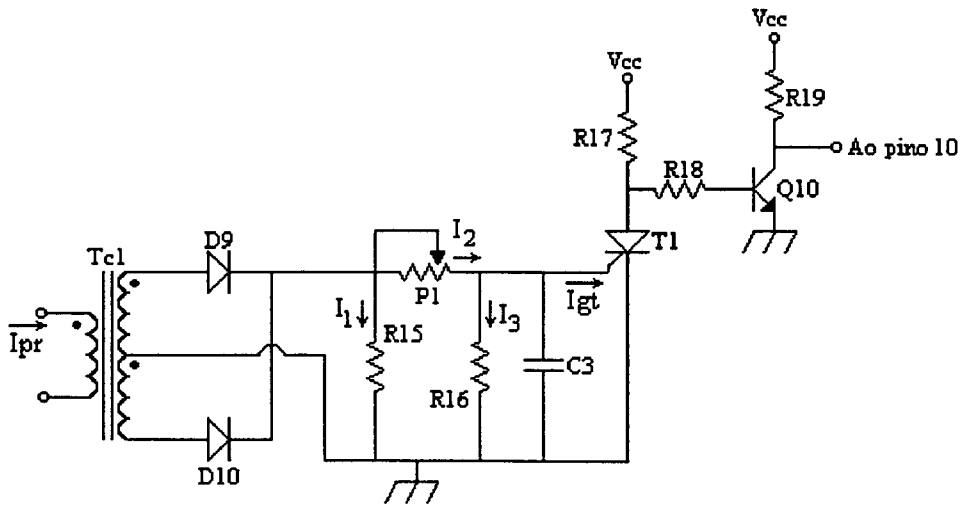 Vcc
Vcc
R19
R17
Ao pino 10
R18
Q10
D9
I2
T1
Tc1
P1
Igt
I1
R15
I3
Ipr
R16
C3
D10